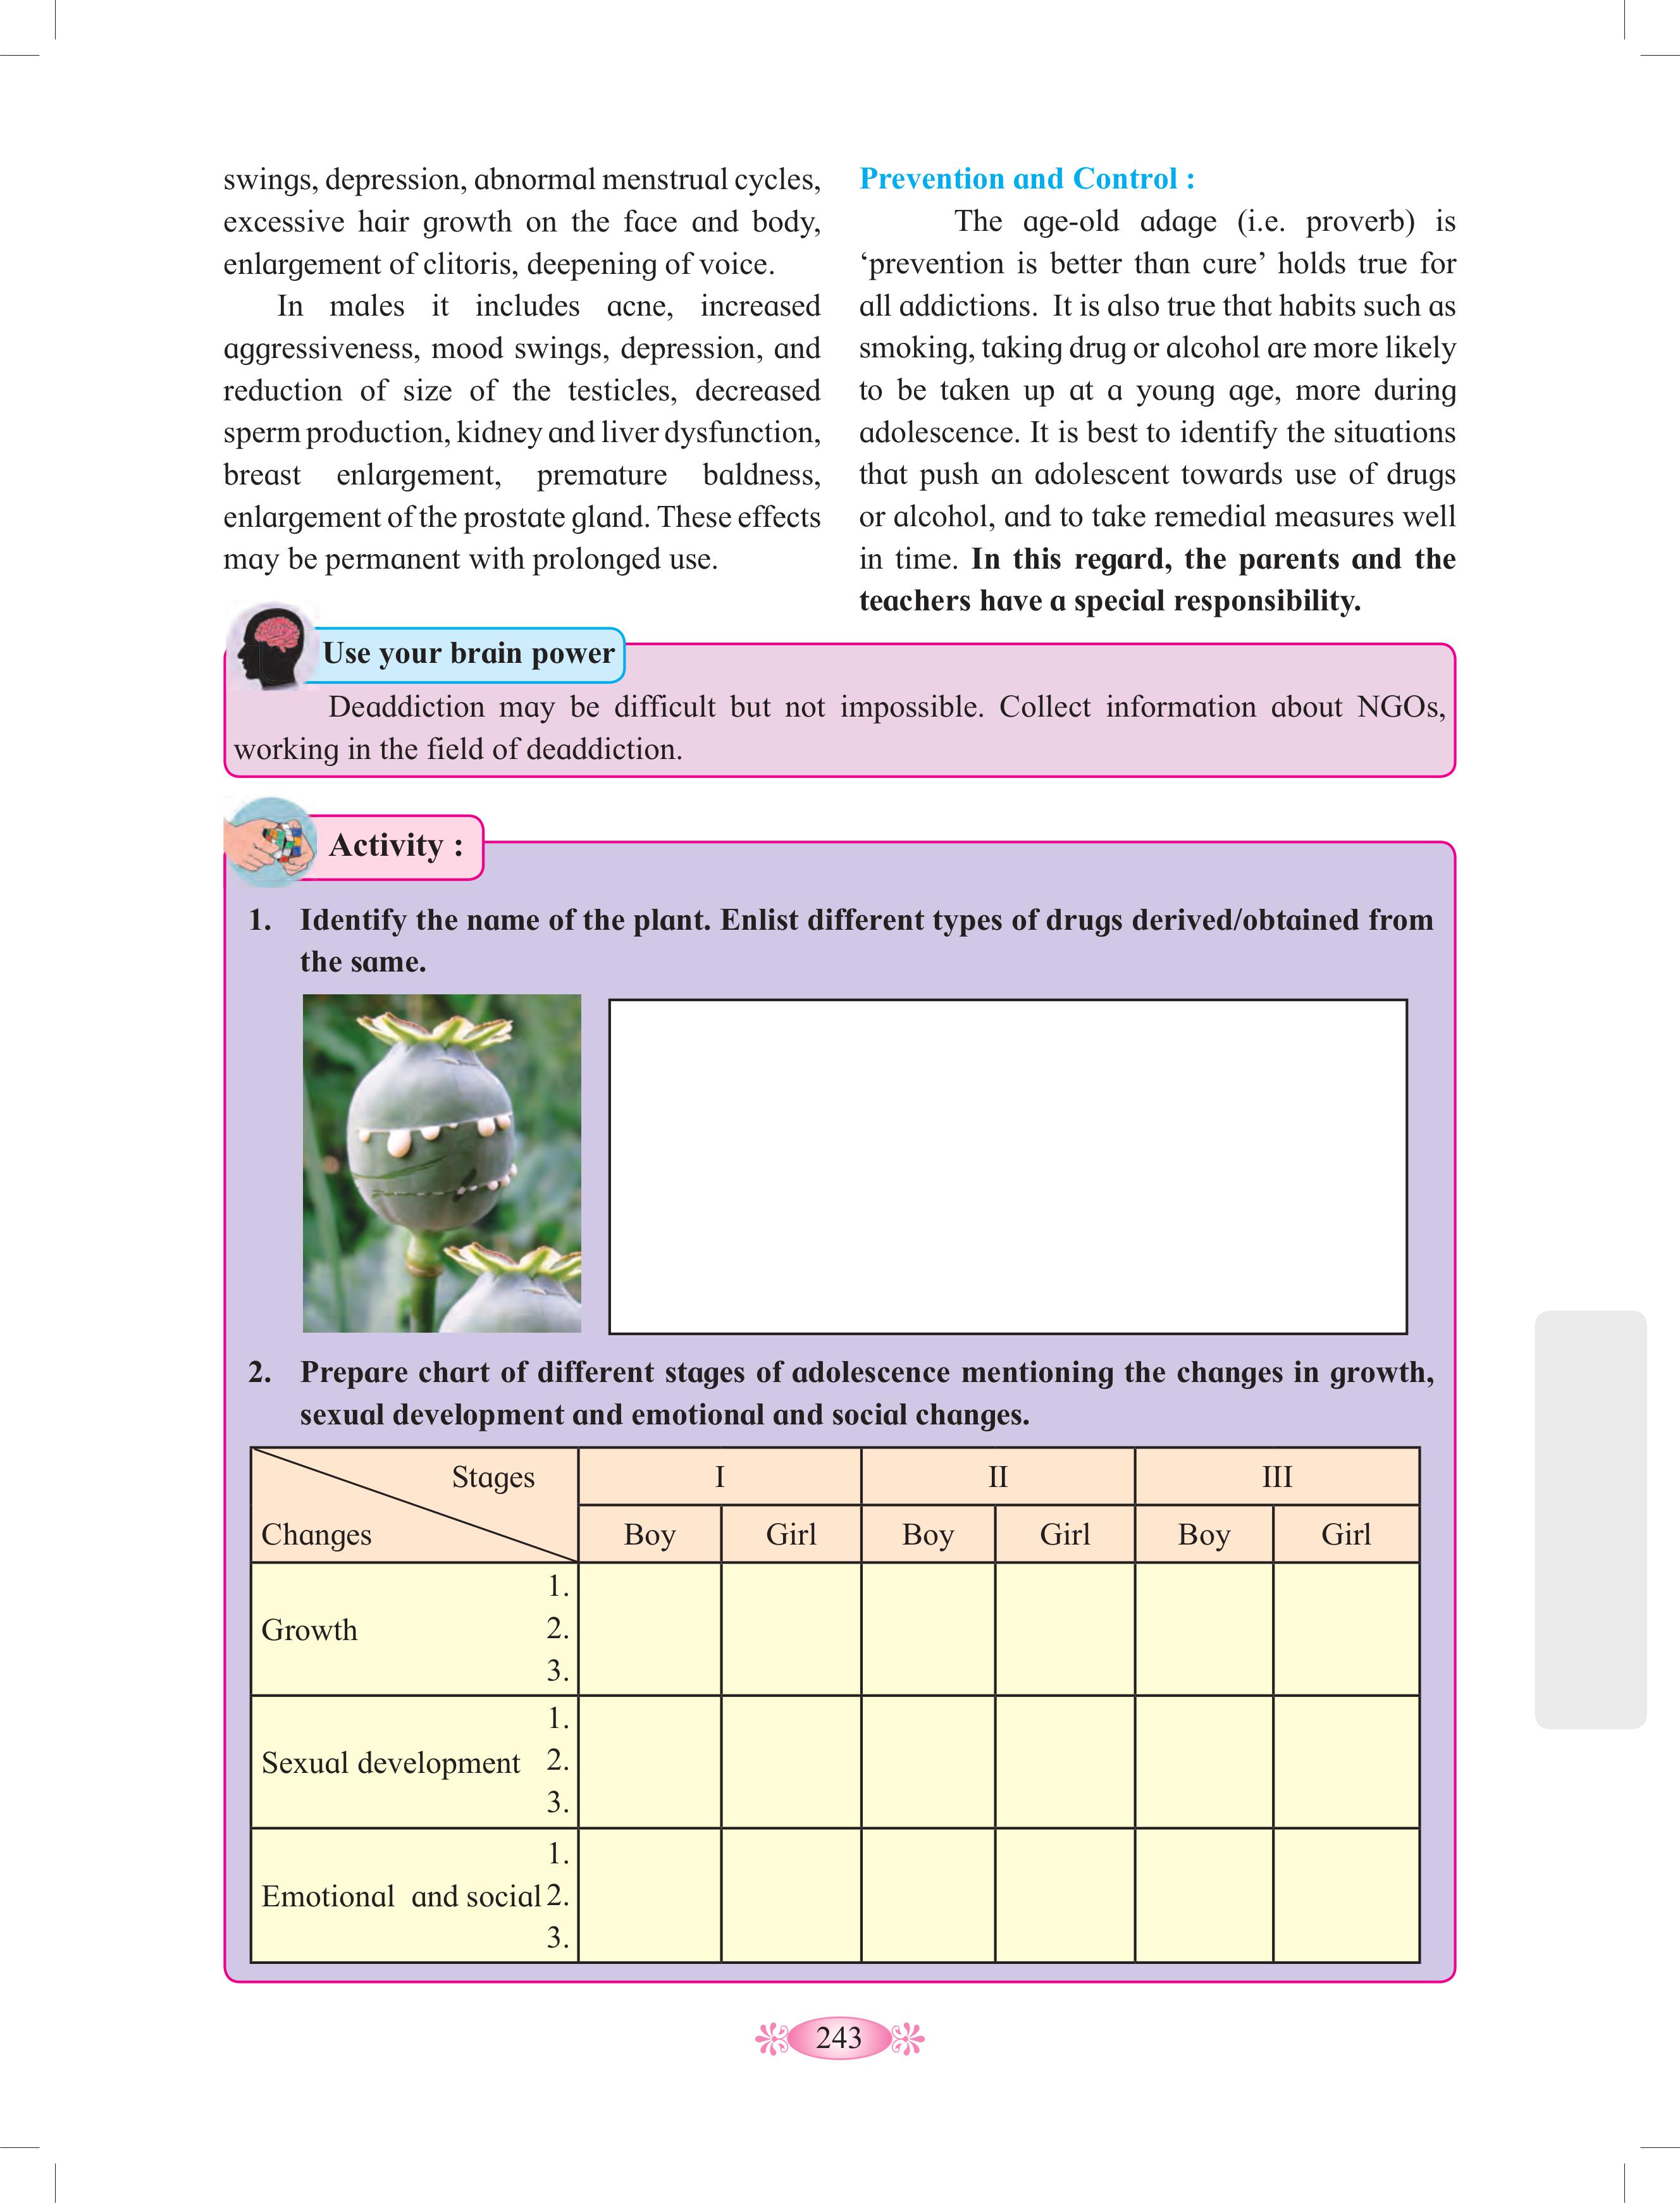 swings, depression, abnormal menstrual cycles,
excessive hair growth on the face and body,
enlargement of clitoris, deepening of voice.
In males it includes acne, increased
aggressiveness, mood swings, depression, and
reduction of size of the testicles, decreased
sperm production, kidney and liver dysfunction,
breast enlargement, premature baldness,
enlargement of the prostate gland. These effects
may be permanent with prolonged use.
Prevention and Control :
The age-old adage (i.e. proverb) is
‘prevention is better than cure’ holds true for
all addictions. It is also true that habits such as
smoking, taking drug or alcohol are more likely
to be taken up at a young age, more during
adolescence. It is best to identify the situations
that push an adolescent towards use of drugs
or alcohol, and to take remedial measures well
in time. In this regard, the parents and the
teachers have a special responsibility.
Use your brain power
Deaddiction may be difficult but not impossible. Collect information about NGOs,
working in the field of deaddiction.
Activity :
1. Identify the name of the plant. Enlist different types of drugs derived/obtained from
the same.
2. Prepare chart of different stages of adolescence mentioning the changes in growth,
sexual development and emotional and social changes.
Stages I II III
Changes Boy Girl Boy Girl Boy Girl
1.
Growth 2.
3.
1.
Sexual development 2.
3.
1.
Emotional and social 2.
3.
243